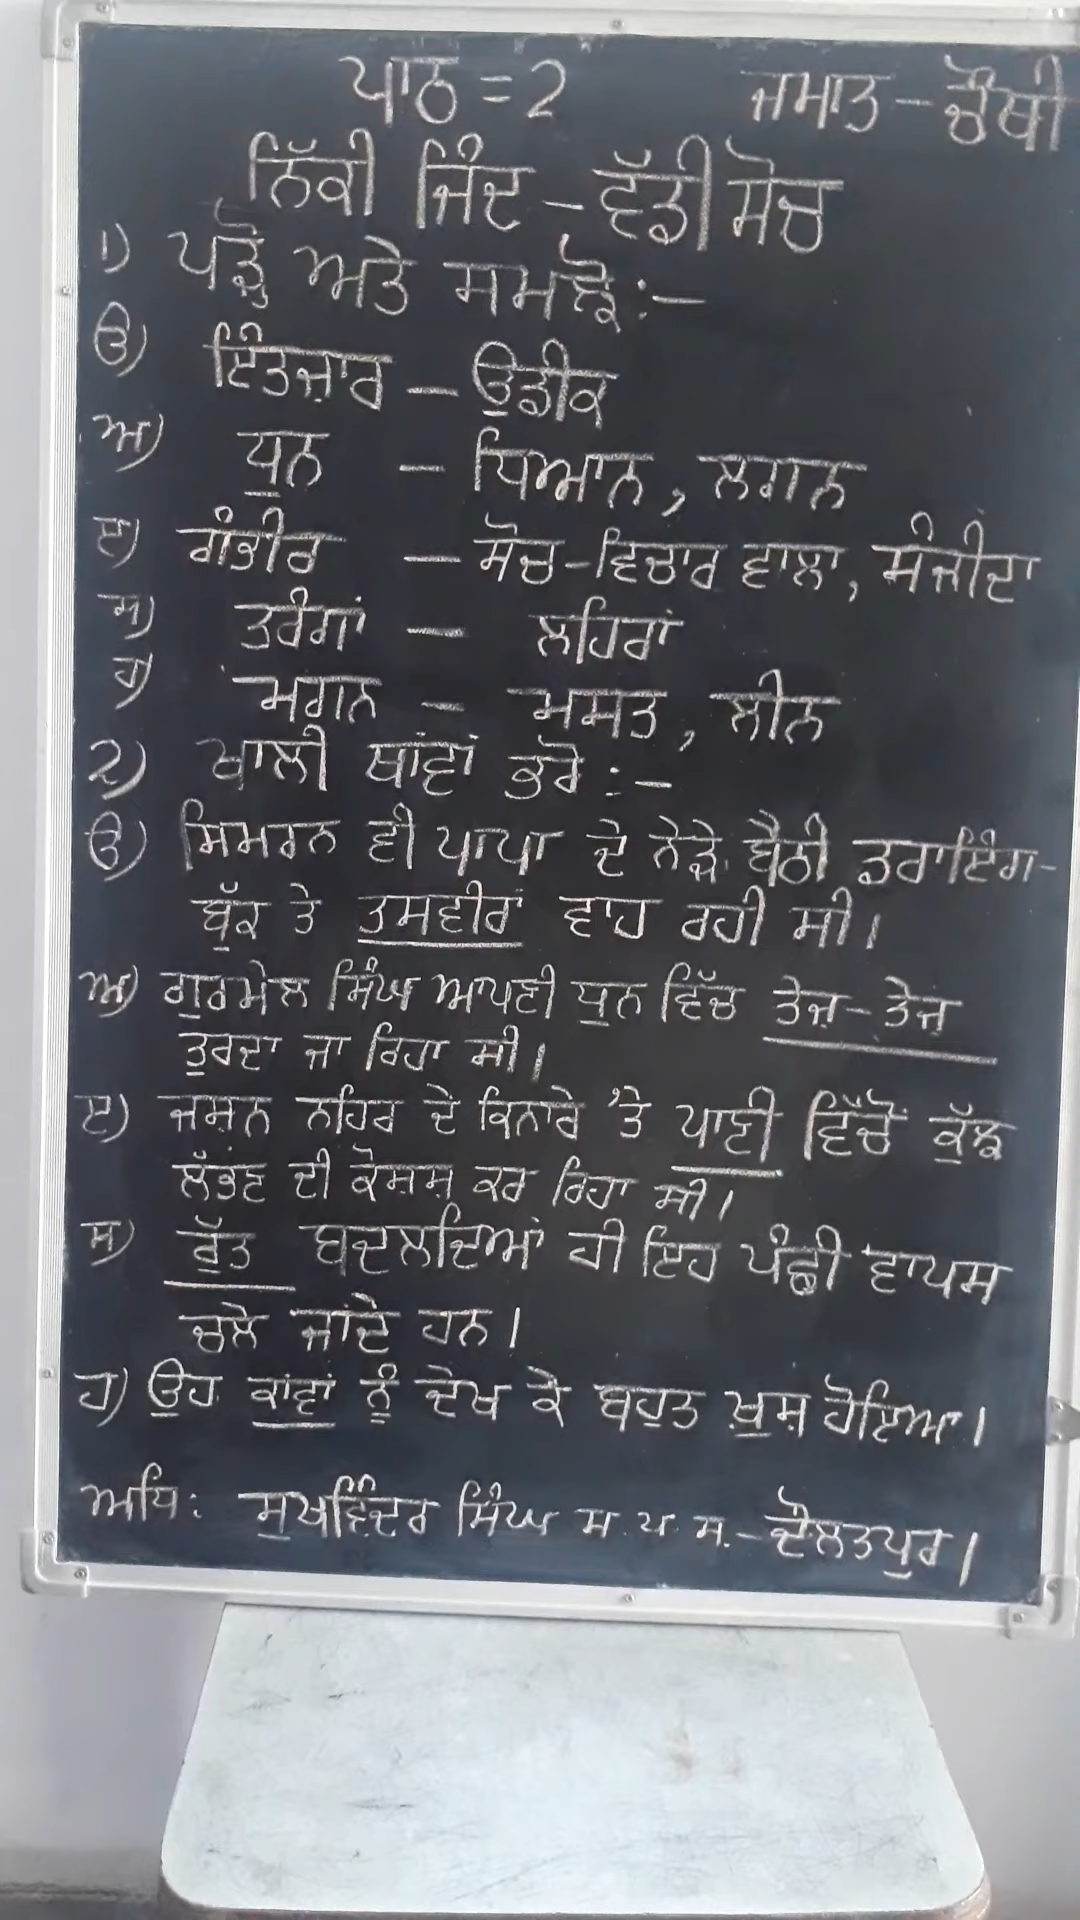 ਪਾਠ = 2 ਜਮਾਤ - ਚੌਥੀ
ਨਿੱਕੀ ਜਿੰਦ - ਵੱਡੀ ਸੋਚ
1) ਪੜ੍ਹੋ ਅਤੇ ਸਮਝੋ :-
ੳ) ਇੰਤਜ਼ਾਰ - ਉਡੀਕ
ਅ) ਧੁਨ - ਧਿਆਨ, ਲਗਨ
ੲ) ਗੰਭੀਰ - ਸੋਚ-ਵਿਚਾਰ ਵਾਲਾ, ਸੰਜੀਦਾ
ਸ) ਤਰੰਗਾਂ - ਲਹਿਰਾਂ
ਹ) ਮਗਨ - ਮਸਤ, ਲੀਨ
2) ਖਾਲੀ ਥਾਂਵਾਂ ਭਰੋ :-
ੳ) ਸਿਮਰਨ ਵੀ ਪਾਪਾ ਦੇ ਨੇੜੇ ਬੈਠੀ ਡਰਾਇੰਗ-
ਬੁੱਕ ਤੇ ਤਸਵੀਰਾਂ ਵਾਹ ਰਹੀ ਸੀ।
ਅ) ਗੁਰਮੇਲ ਸਿੰਘ ਆਪਣੀ ਧੁਨ ਵਿੱਚ ਤੇਜ਼-ਤੇਜ਼
ਤੁਰਦਾ ਜਾ ਰਿਹਾ ਸੀ।
ੲ) ਜਸ਼ਨ ਨਹਿਰ ਦੇ ਕਿਨਾਰੇ 'ਤੇ ਪਾਣੀ ਵਿੱਚੋਂ ਕੁੱਝ
ਲੱਭਣ ਦੀ ਕੋਸ਼ਸ਼ ਕਰ ਰਿਹਾ ਸੀ।
ਸ) ਰੁੱਤ ਬਦਲਦਿਆਂ ਹੀ ਇਹ ਪੰਛੀ ਵਾਪਸ
ਚਲੇ ਜਾਂਦੇ ਹਨ।
ਹ) ਉਹ ਕਾਂਵਾਂ ਨੂੰ ਦੇਖ ਕੇ ਬਹੁਤ ਖ਼ੁਸ਼ ਹੋਇਆ।
ਅਧਿ: ਸੁਖਵਿੰਦਰ ਸਿੰਘ ਸ.ਪ.ਸ.-ਦੌਲਤਪੁਰ।